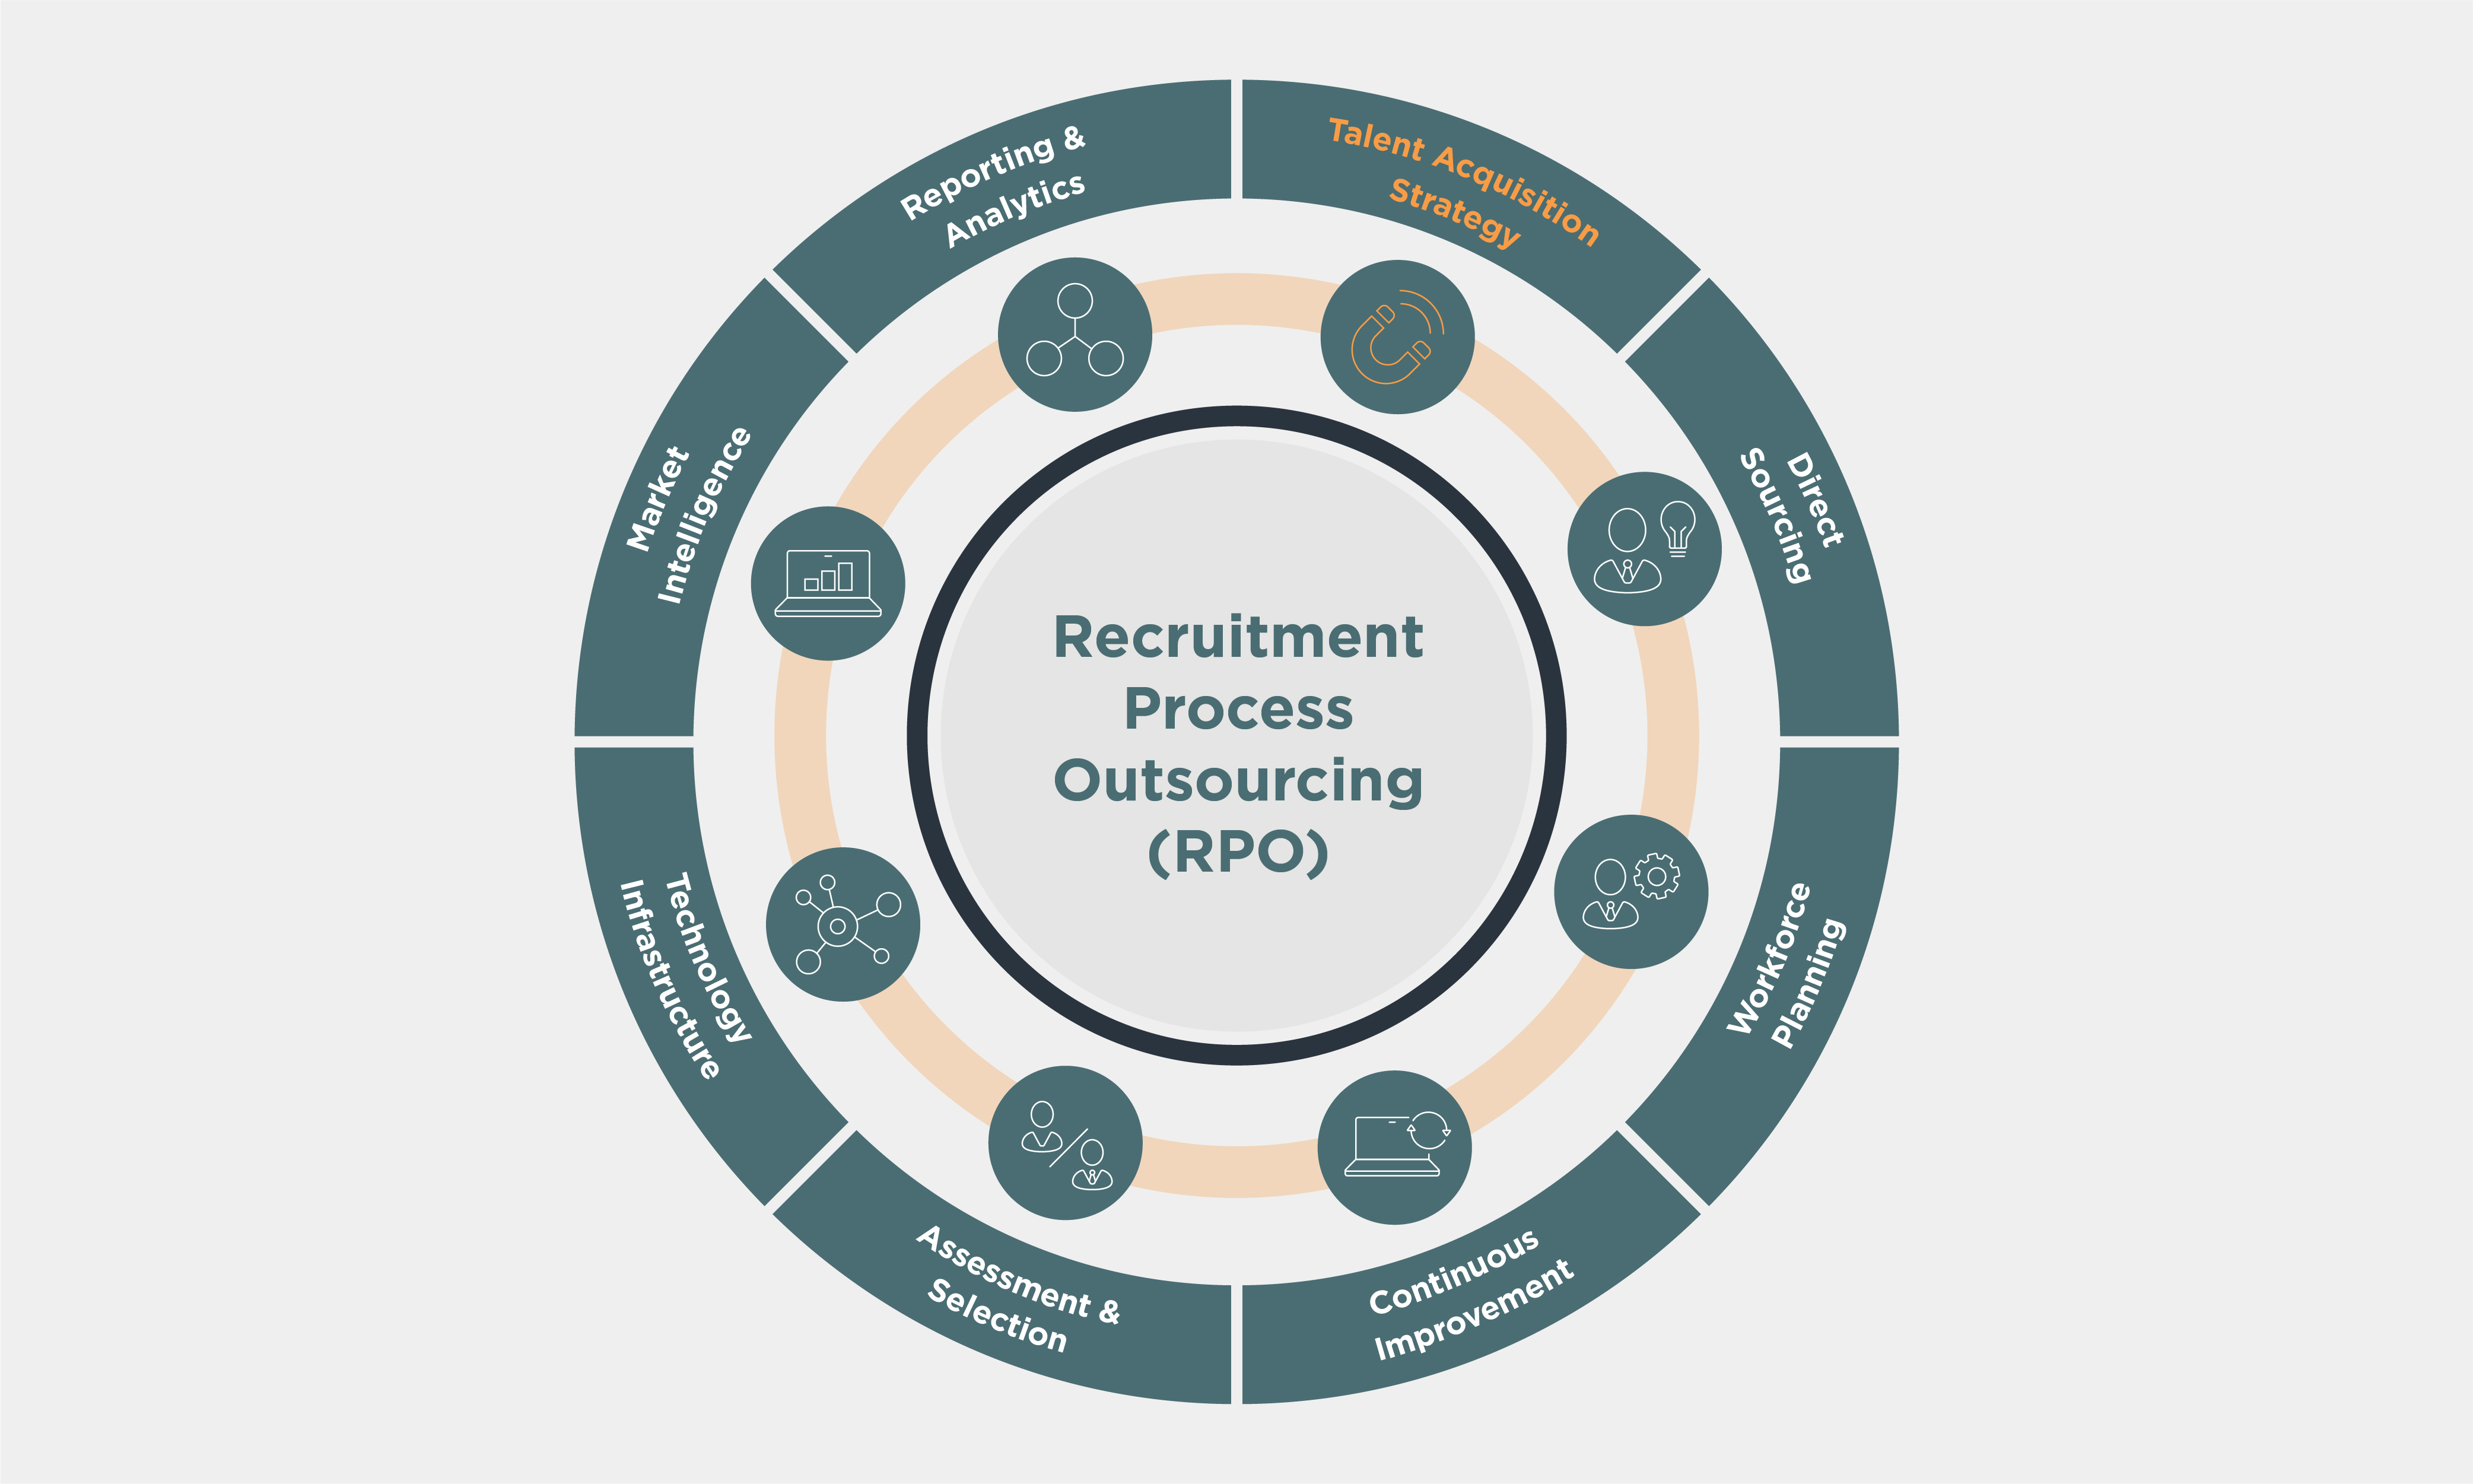 Recruitment
Process
Outsourcing
(RPO)
Talent Acquisition
Strategy
Direct
Sourcing
Workforce
Planning
Continuous
Improvement
Assessment &
Selection
Technology
Infrastructure
Market
Intelligence
Reporting &
Analytics